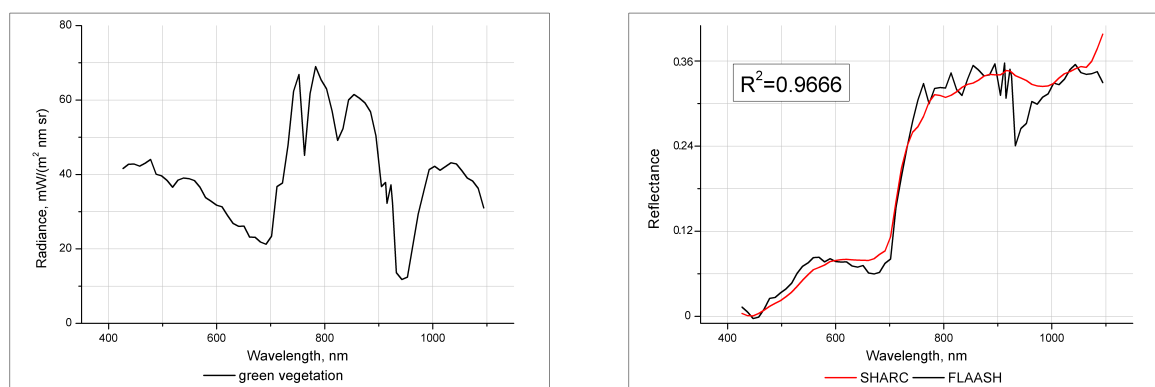 80
60
40
20
0
Radiance, mW/(m² nm sr)
400 600 800 1000
Wavelength, nm
green vegetation
0.36
0.24
0.12
0
Reflectance
R²=0.9666
400 600 800 1000
Wavelength, nm
SHARC FLAASH